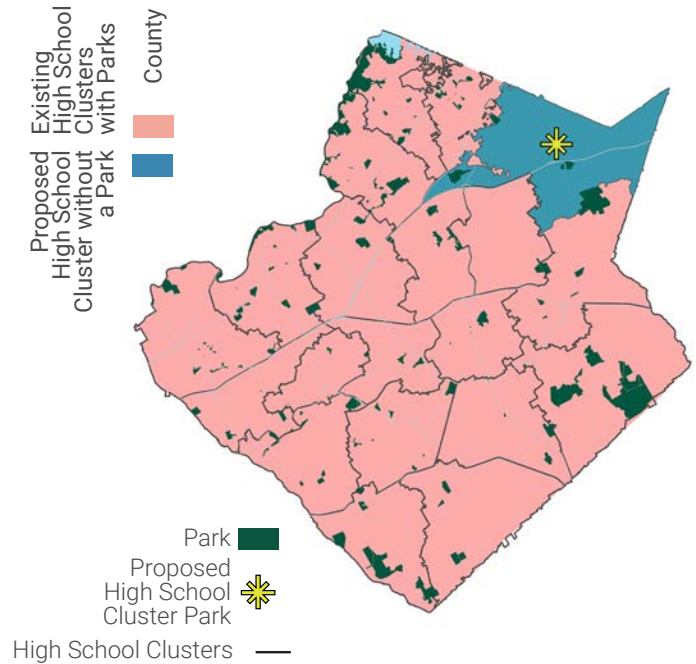 County
Existing
High School
Clusters
with Parks
Proposed
High School
Cluster without
a Park
Park
Proposed
High School
Cluster Park
High School Clusters